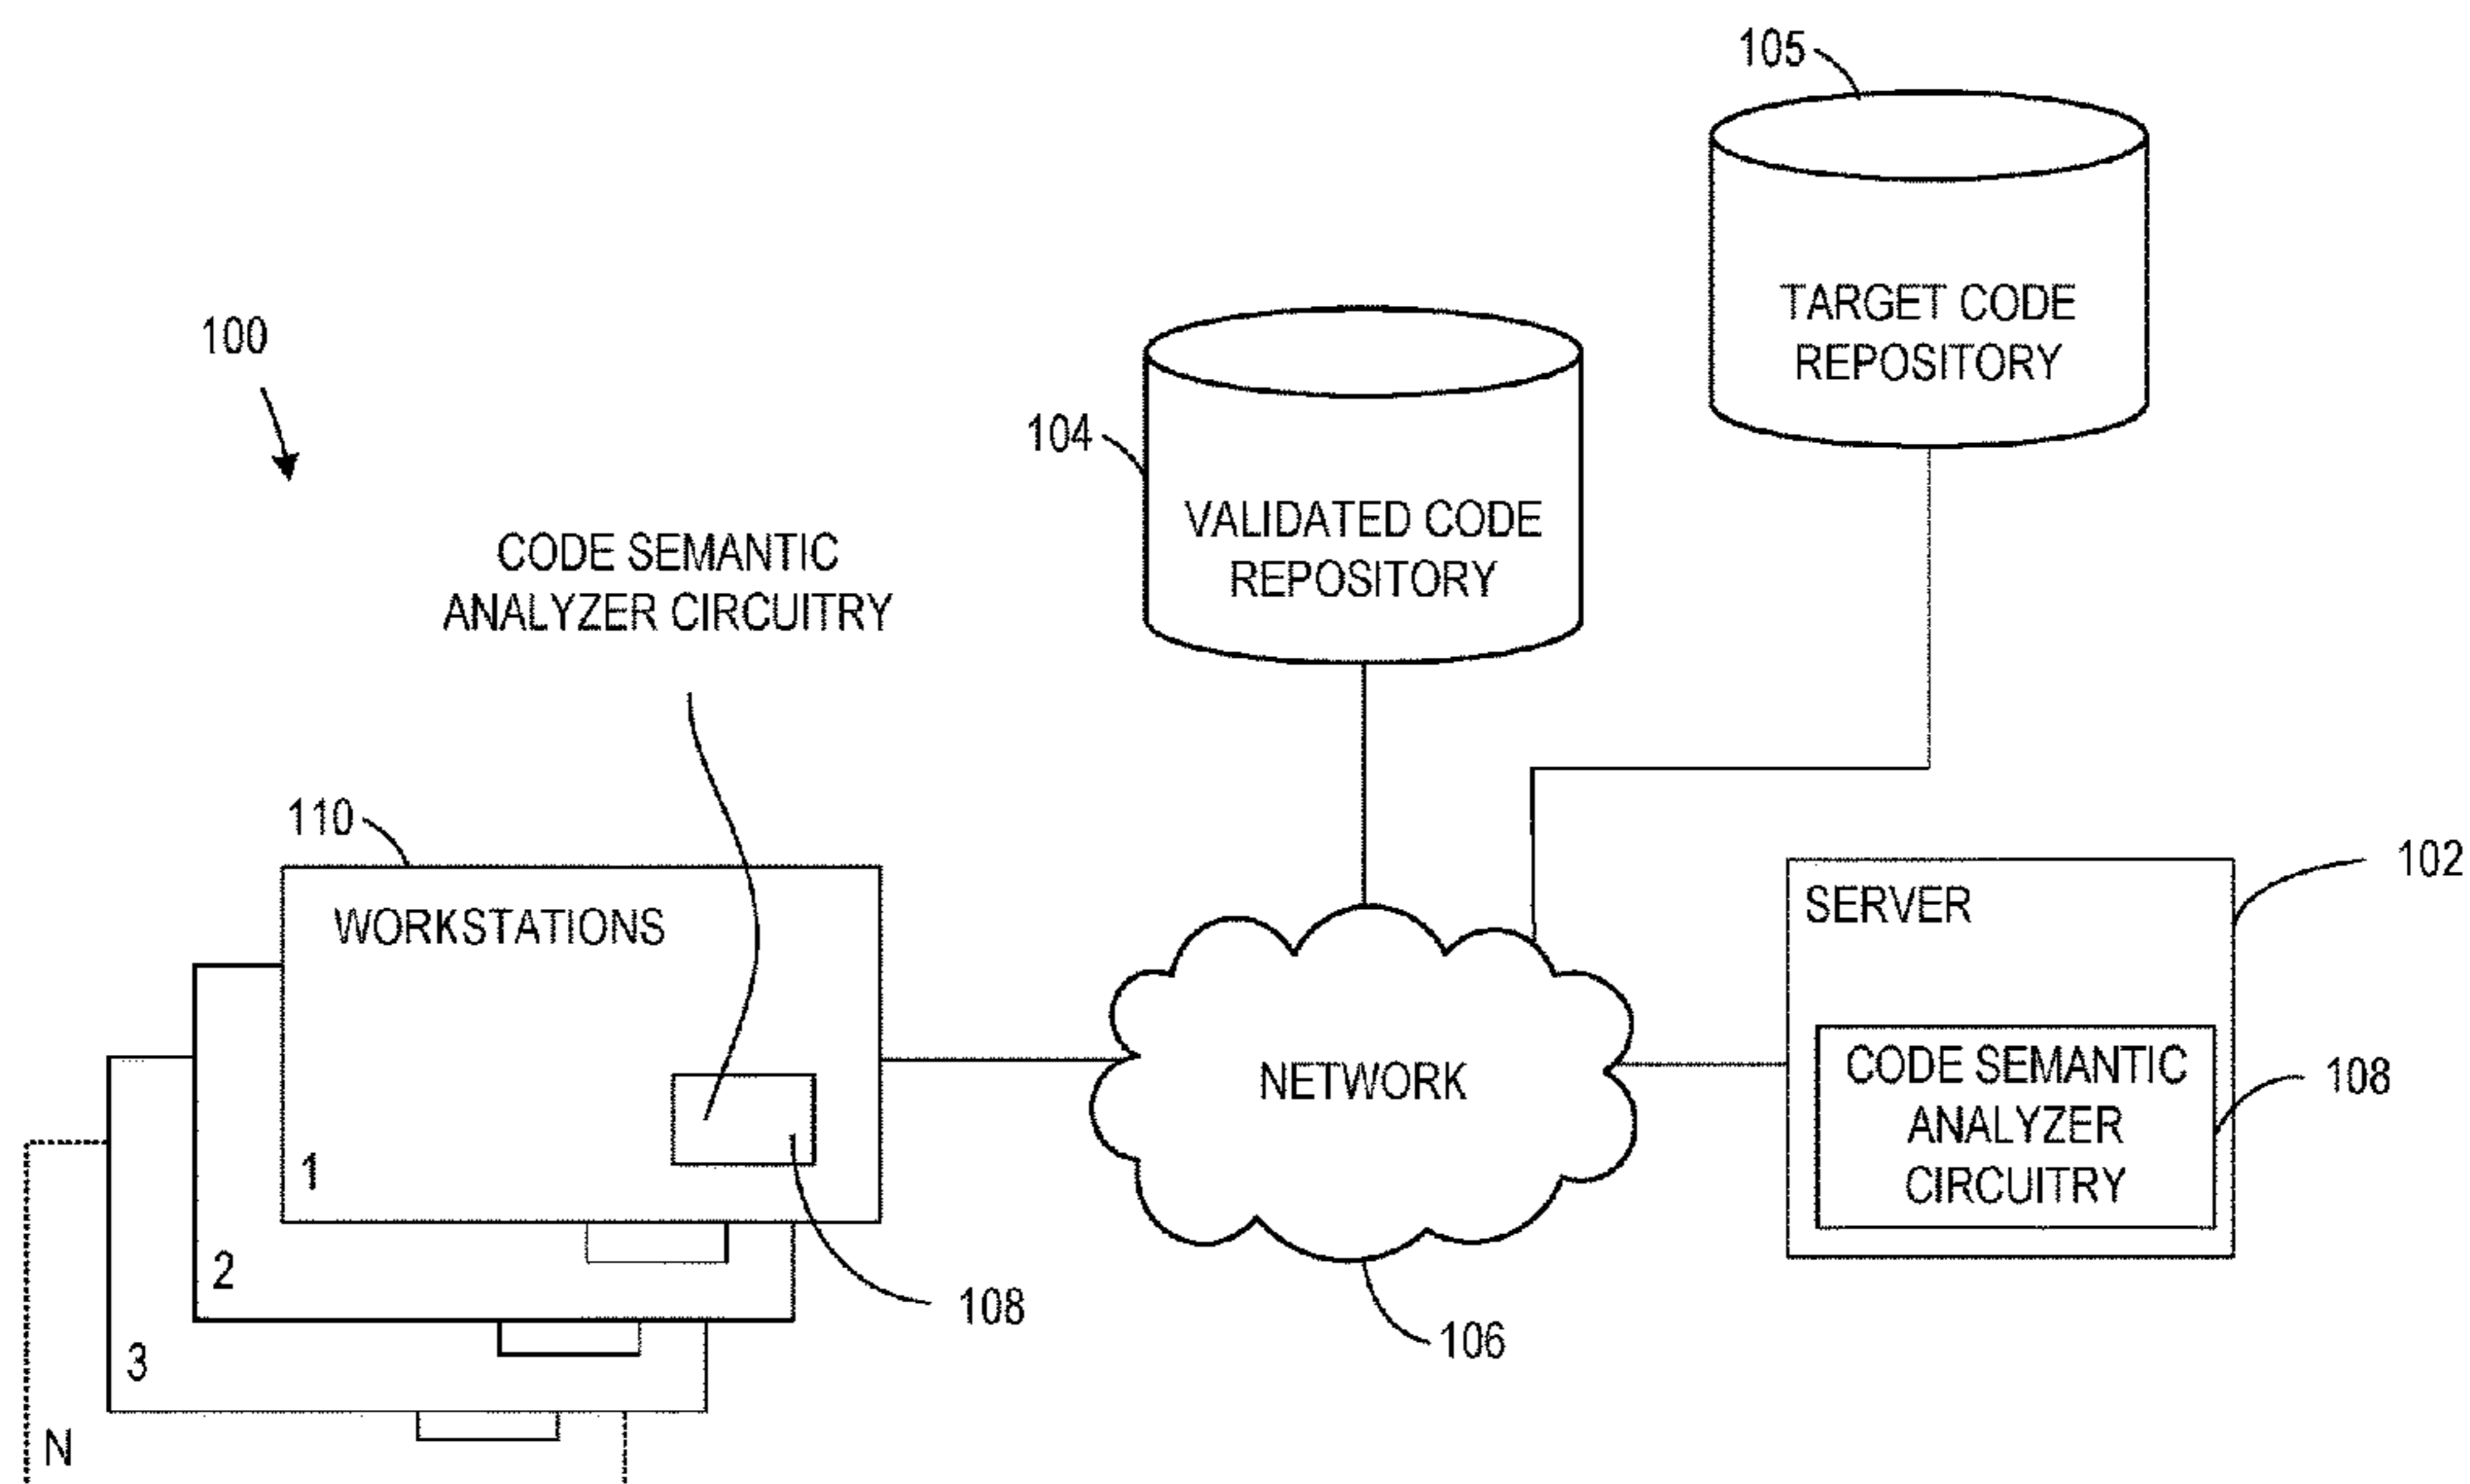 105
TARGET CODE
REPOSITORY
100
104
VALIDATED CODE
REPOSITORY
CODE SEMANTIC
ANALYZER CIRCUITRY
110
WORKSTATIONS
1
2
3
N
108
NETWORK
106
SERVER
102
CODE SEMANTIC
ANALYZER
CIRCUITRY
108